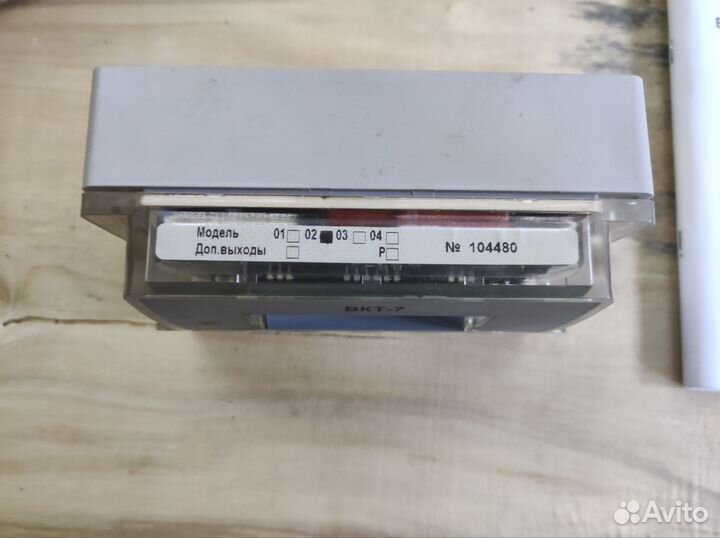 Модель 01 02 03 04
Доп.выходы P № 104480
ВКТ-7
Avito